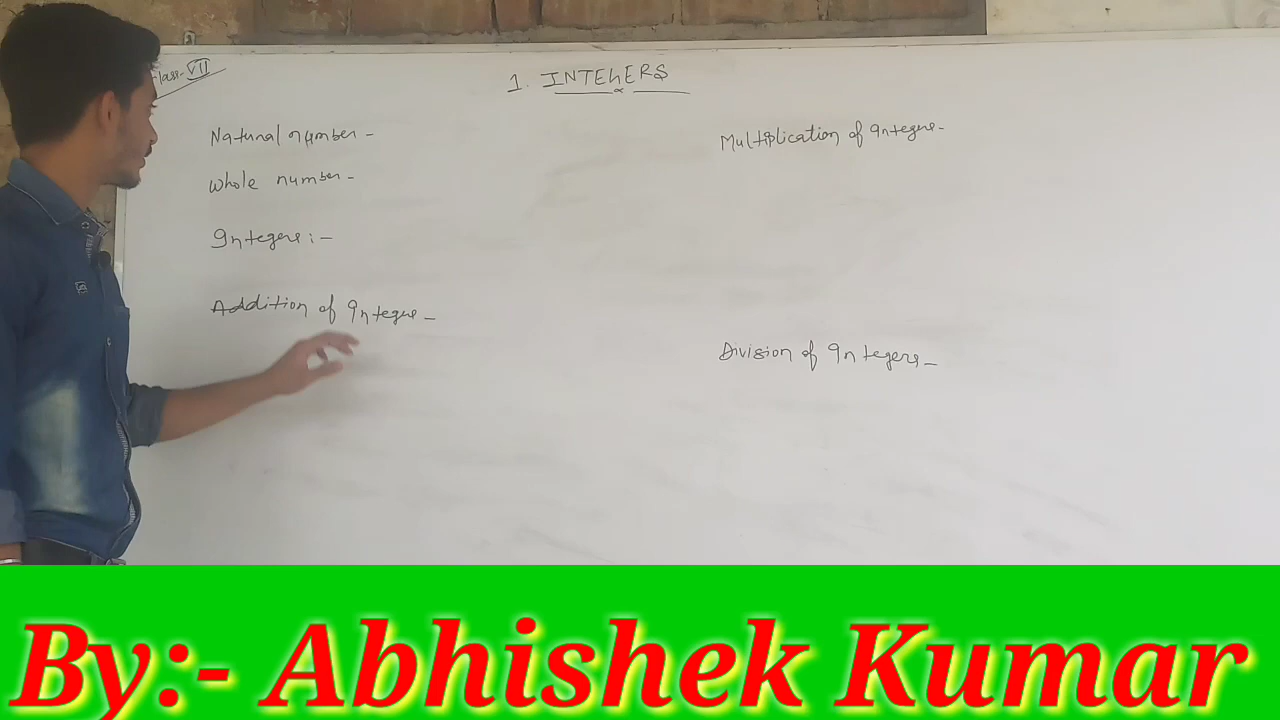 Class- VII
1. INTEGERS
Natural number -
Whole number -
Integers :-
Addition of Integers -
Multiplication of Integers -
Division of Integers -
By:- Abhishek Kumar